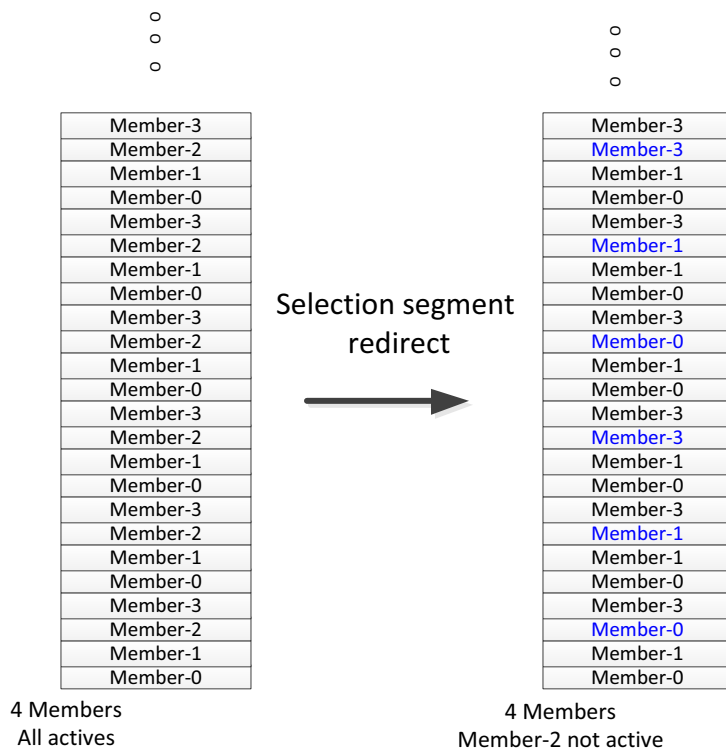 Member-3
Member-2
Member-1
Member-0
Member-3
Member-2
Member-1
Member-0
Member-3
Member-2
Member-1
Member-0
Member-3
Member-2
Member-1
Member-0
Member-3
Member-2
Member-1
Member-0
Member-3
Member-2
Member-1
Member-0
4 Members
All actives
Selection segment
redirect
Member-3
Member-3
Member-1
Member-0
Member-3
Member-1
Member-1
Member-0
Member-3
Member-0
Member-1
Member-0
Member-3
Member-3
Member-1
Member-0
Member-3
Member-1
Member-1
Member-0
Member-3
Member-0
Member-1
Member-0
4 Members
Member-2 not active